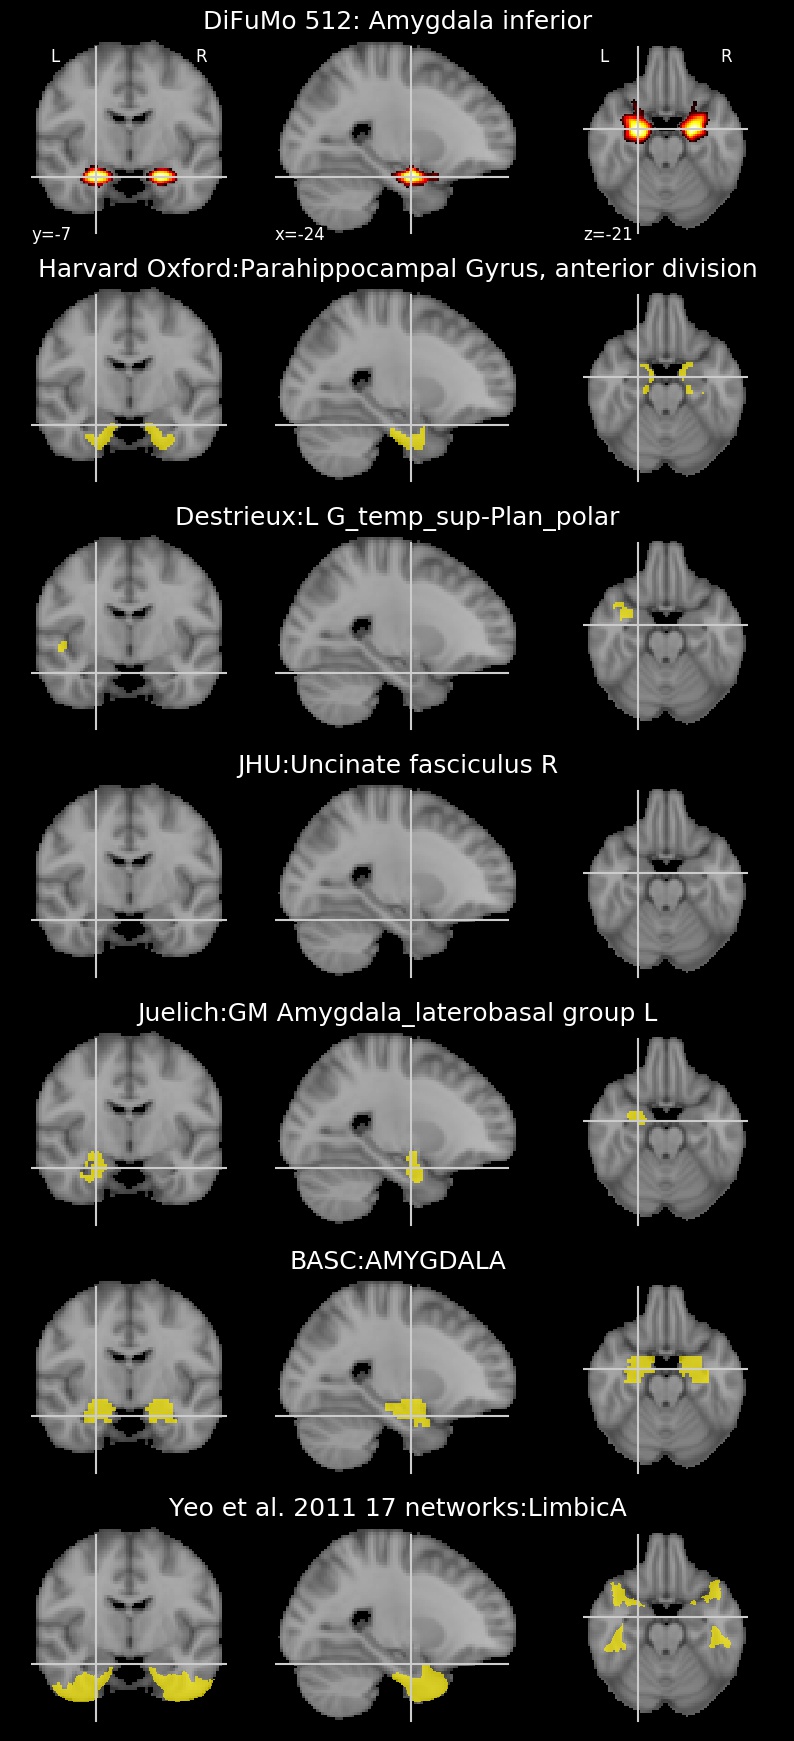 DiFuMo 512: Amygdala inferior
L R L R
y=-7 x=-24 z=-21
Harvard Oxford:Parahippocampal Gyrus, anterior division
Destrieux:L G_temp_sup-Plan_polar
JHU:Uncinate fasciculus R
Juelich:GM Amygdala_laterobasal group L
BASC:AMYGDALA
Yeo et al. 2011 17 networks:LimbicA